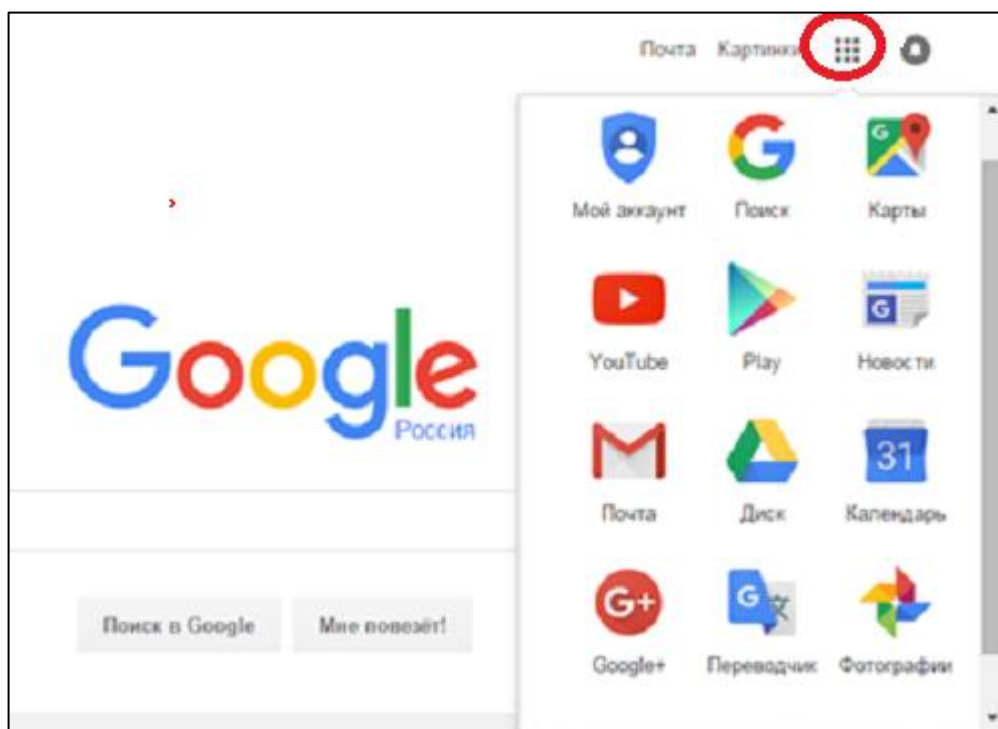 Почта Картинки
Мой аккаунт Поиск Карты
YouTube Play Новости
Google
Россия
31
Почта Диск Календарь
G+
Поиск в Google Мне повезёт!
Google+ Переводчик Фотографии